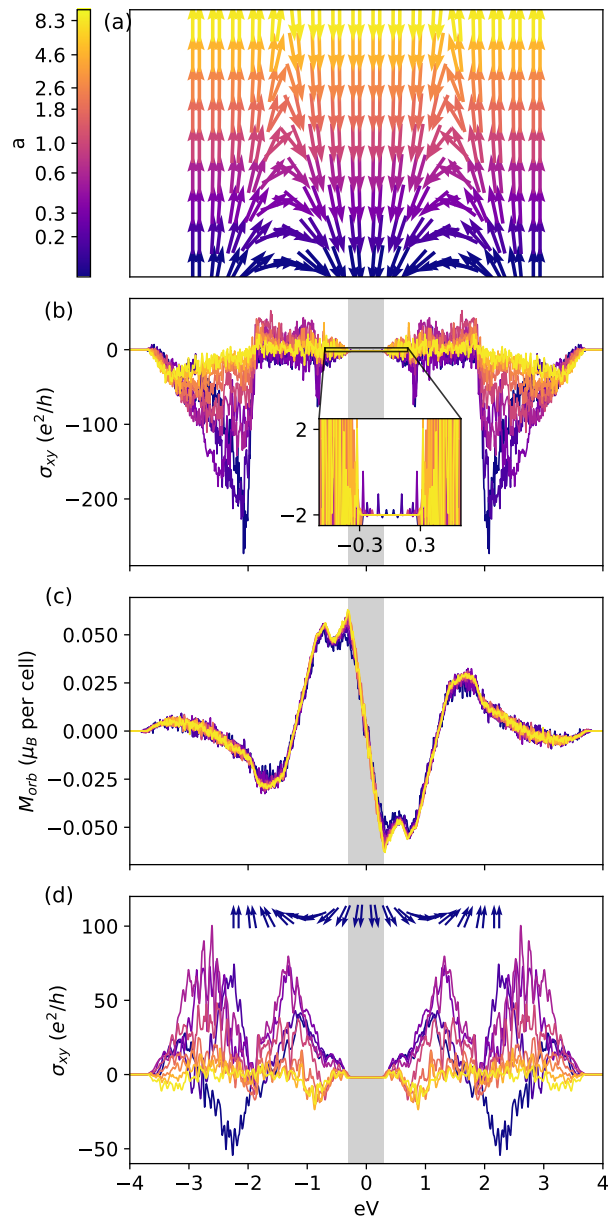 (a)
a
8.3
4.6
2.6
1.8
1.0
0.6
0.3
0.2
(b)
σxy (e²/h)
0
−100
−200
2
−2
−0.3 0.3
(c)
Morb (μB per cell)
0.050
0.025
0.000
−0.025
−0.050
(d)
σxy (e²/h)
100
50
0
−50
−4 −3 −2 −1 0 1 2 3 4
eV